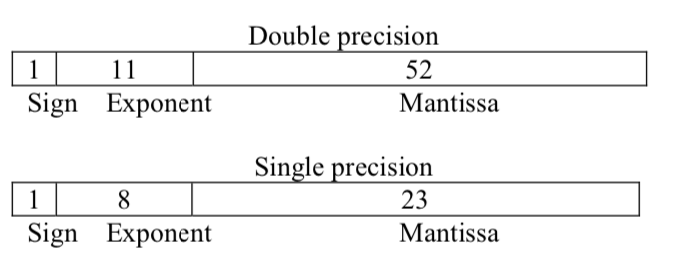 Double precision
1 11 52
Sign Exponent Mantissa
Single precision
1 8 23
Sign Exponent Mantissa